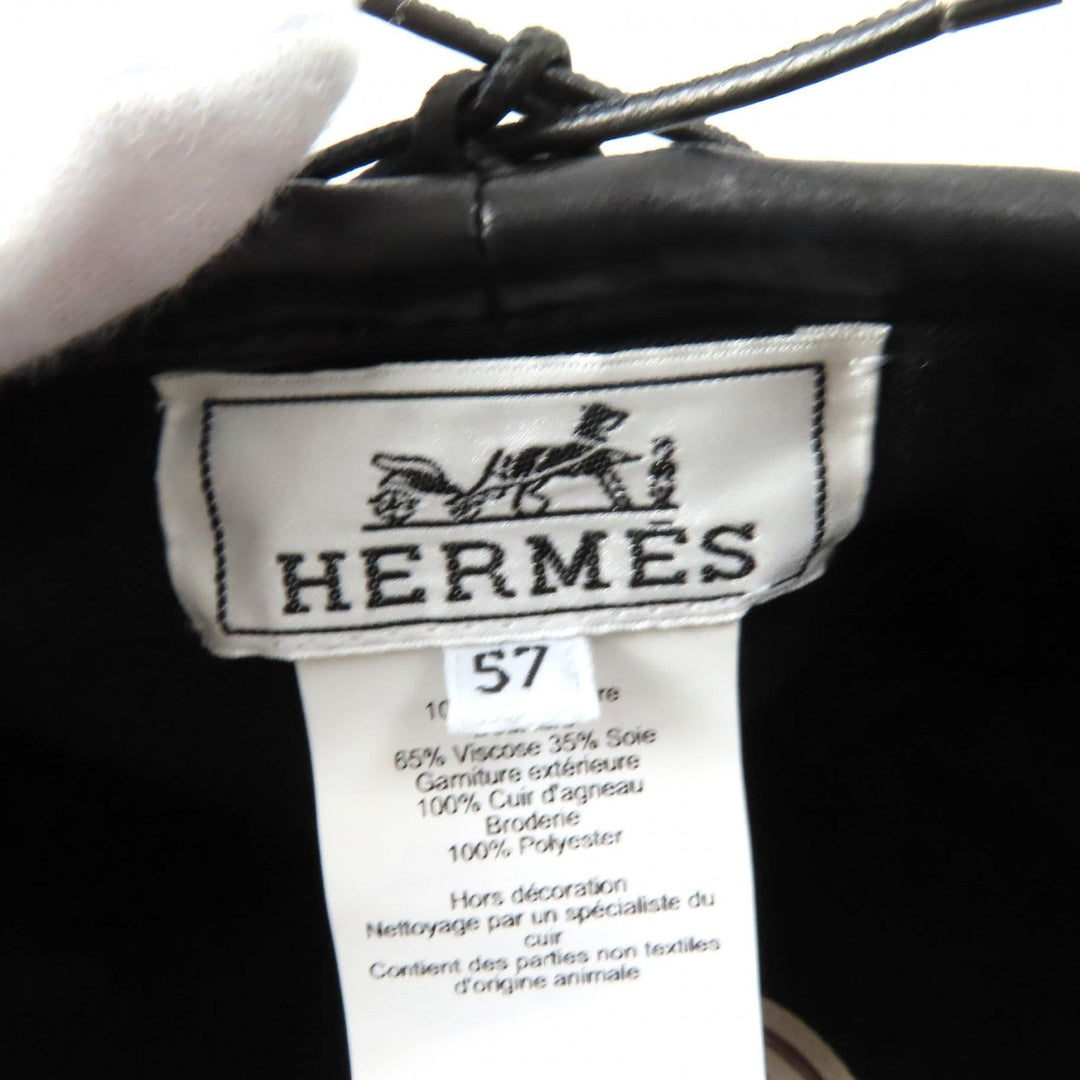 HERMÈS
57
65% Viscose 35% Soie
Garniture extérieure
100% Cuir d'agneau
Broderie
100% Polyester
Hors décoration
Nettoyage par un spécialiste du
cuir
Contient des parties non textiles
d'origine animale